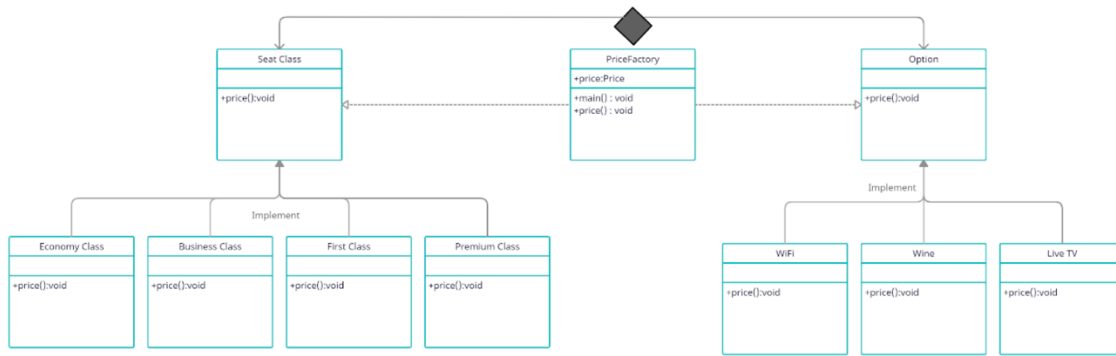 Seat Class
+price():void
PriceFactory
+price:Price
+main() : void
+price() : void
Option
+price():void
Implement
Economy Class
+price():void
Business Class
+price():void
First Class
+price():void
Premium Class
+price():void
Implement
WiFi
+price():void
Wine
+price():void
Live TV
+price():void